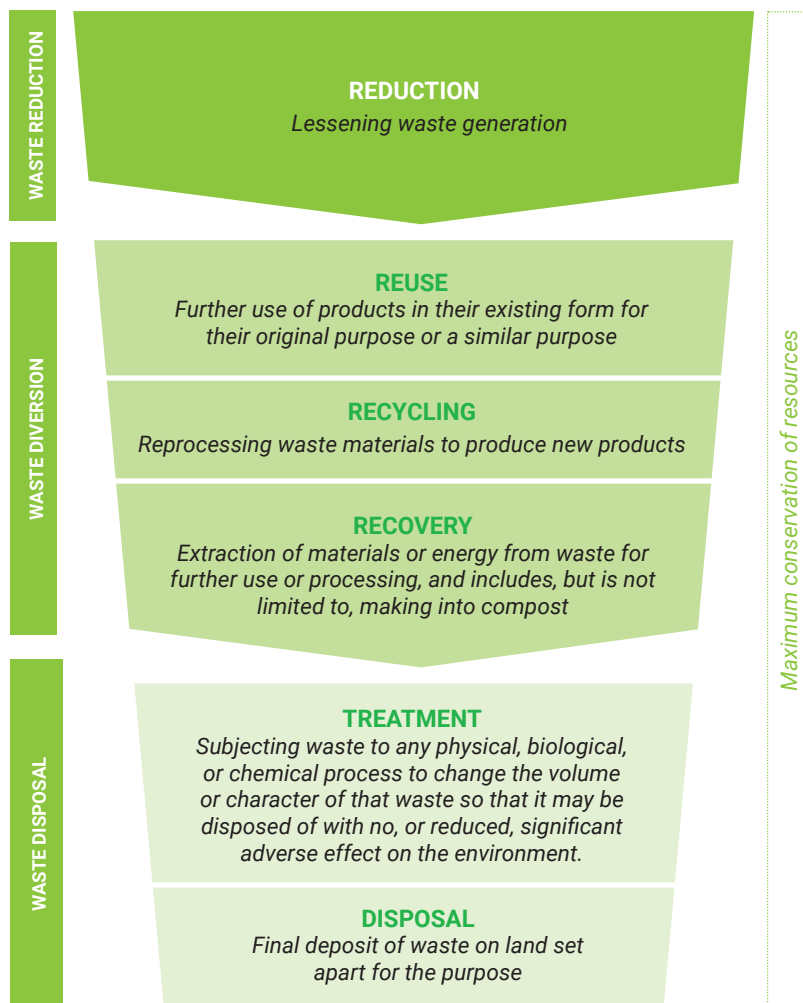 WASTE REDUCTION
REDUCTION
Lessening waste generation
WASTE DIVERSION
REUSE
Further use of products in their existing form for
their original purpose or a similar purpose
RECYCLING
Reprocessing waste materials to produce new products
RECOVERY
Extraction of materials or energy from waste for
further use or processing, and includes, but is not
limited to, making into compost
WASTE DISPOSAL
TREATMENT
Subjecting waste to any physical, biological,
or chemical process to change the volume
or character of that waste so that it may be
disposed of with no, or reduced, significant
adverse effect on the environment.
DISPOSAL
Final deposit of waste on land set
apart for the purpose
Maximum conservation of resources